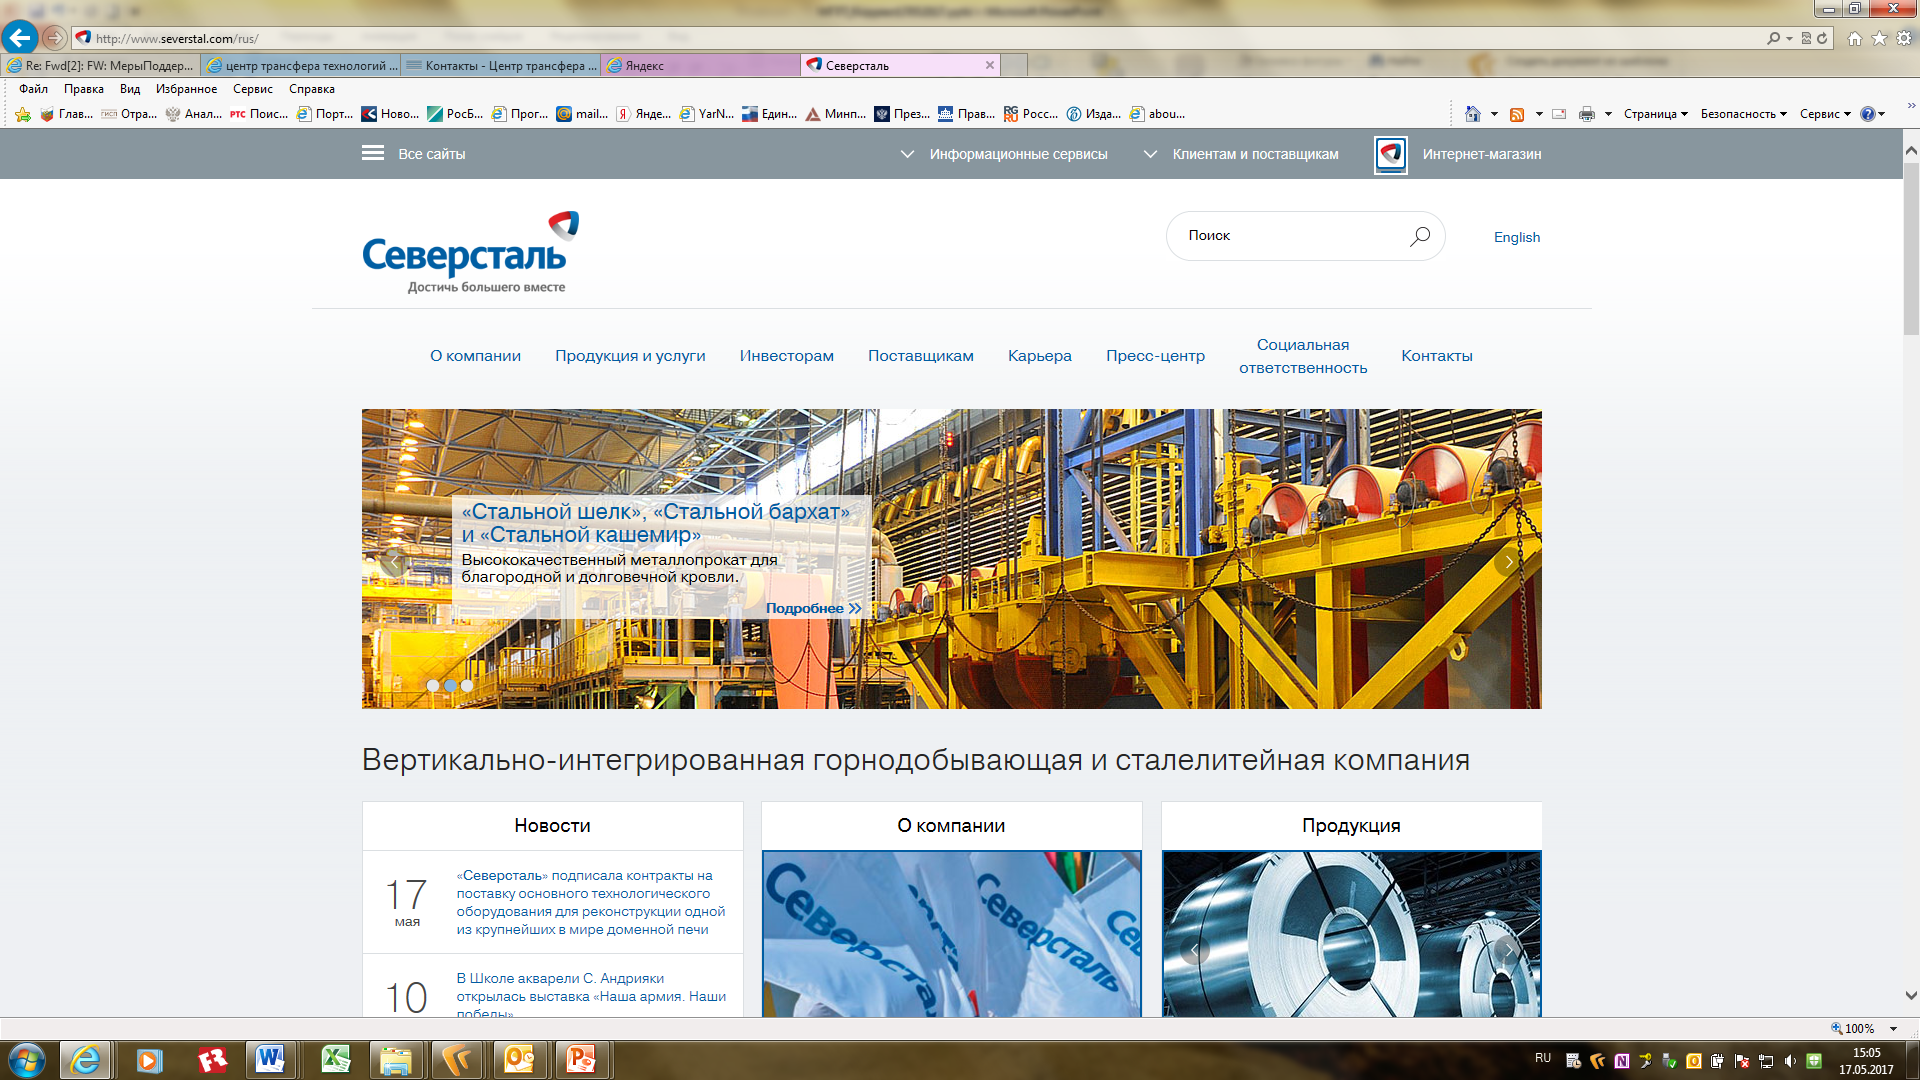 http://www.severstal.com/rus/
Re: Fwd[2]: FW: МерыПоддер...
центр трансфера технологий ...
Контакты - Центр трансфера ...
Яндекс
Северсталь
Файл Правка Вид Избранное Сервис Справка
Глав... Отра... Анал... РТС Поис... Порт... Ново... РосБ... Прог... mail... Янде... YarN... Един... Минп... През... Прав... Росс... Изда... abou...
Страница Безопасность Сервис
Все сайты
Информационные сервисы
Клиентам и поставщикам
Интернет-магазин
Северсталь
Достичь большего вместе
Поиск
English
О компании
Продукция и услуги
Инвесторам
Поставщикам
Карьера
Пресс-центр
Социальная
ответственность
Контакты
«Стальной шелк», «Стальной бархат»
и «Стальной кашемир»
Высококачественный металлопрокат для
благородной и долговечной кровли.
Подробнее
Вертикально-интегрированная горнодобывающая и сталелитейная компания
Новости
17
мая
«Северсталь» подписала контракты на
поставку основного технологического
оборудования для реконструкции одной
из крупнейших в мире доменной печи
10
В Школе акварели С. Андрияки
открылась выставка «Наша армия. Наши
победы»
О компании
Северсталь
Северсталь
Продукция
100%
RU
15:05
17.05.2017